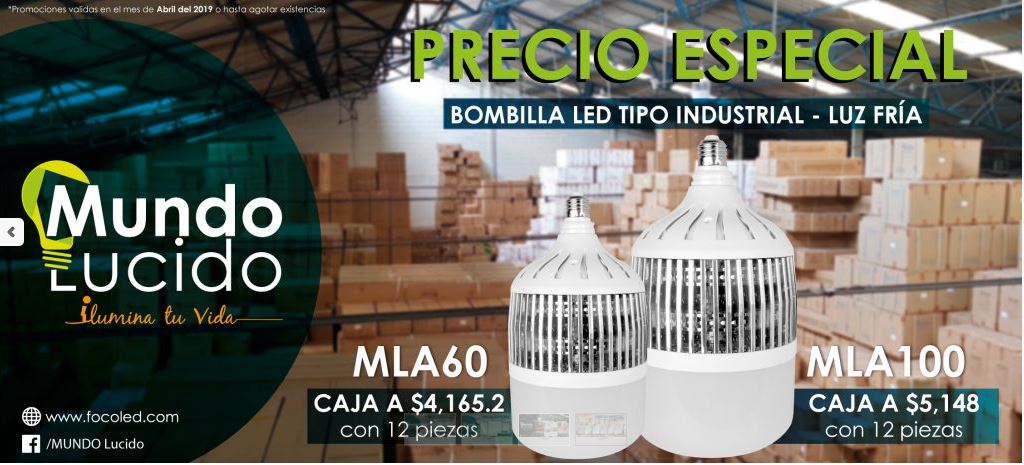 *Promociones validas en el mes de Abril del 2019 o hasta agotar existencias
PRECIO ESPECIAL
BOMBILLA LED TIPO INDUSTRIAL - LUZ FRÍA
Mundo
LUCIDO
ilumina tu Vida
MLA60
CAJA A $4,165.2
con 12 piezas
MLA100
CAJA A $5,148
con 12 piezas
www.focoled.com
/MUNDO Lucido